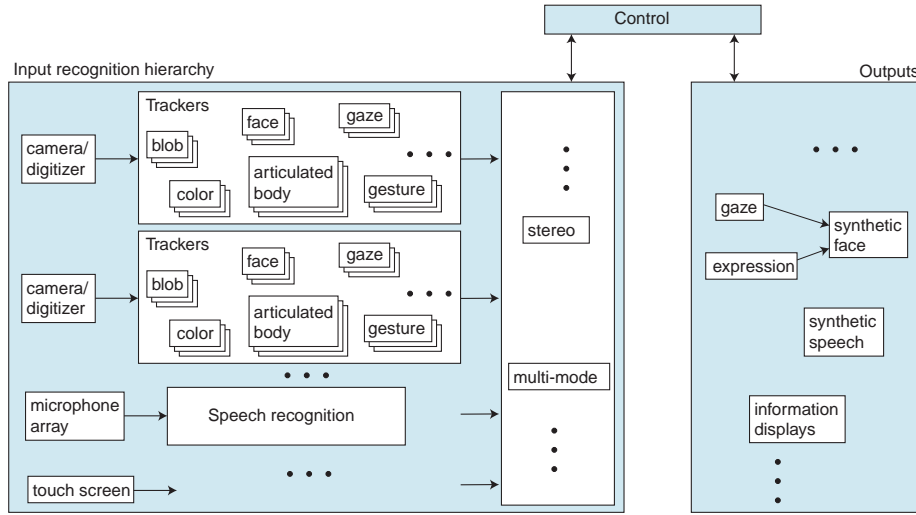 Control
Input recognition hierarchy
Outputs
Trackers
camera/
digitizer
blob
face
gaze
color
articulated
body
gesture
stereo
Trackers
camera/
digitizer
blob
face
gaze
color
articulated
body
gesture
multi-mode
microphone
array
Speech recognition
touch screen
gaze
expression
synthetic
face
synthetic
speech
information
displays